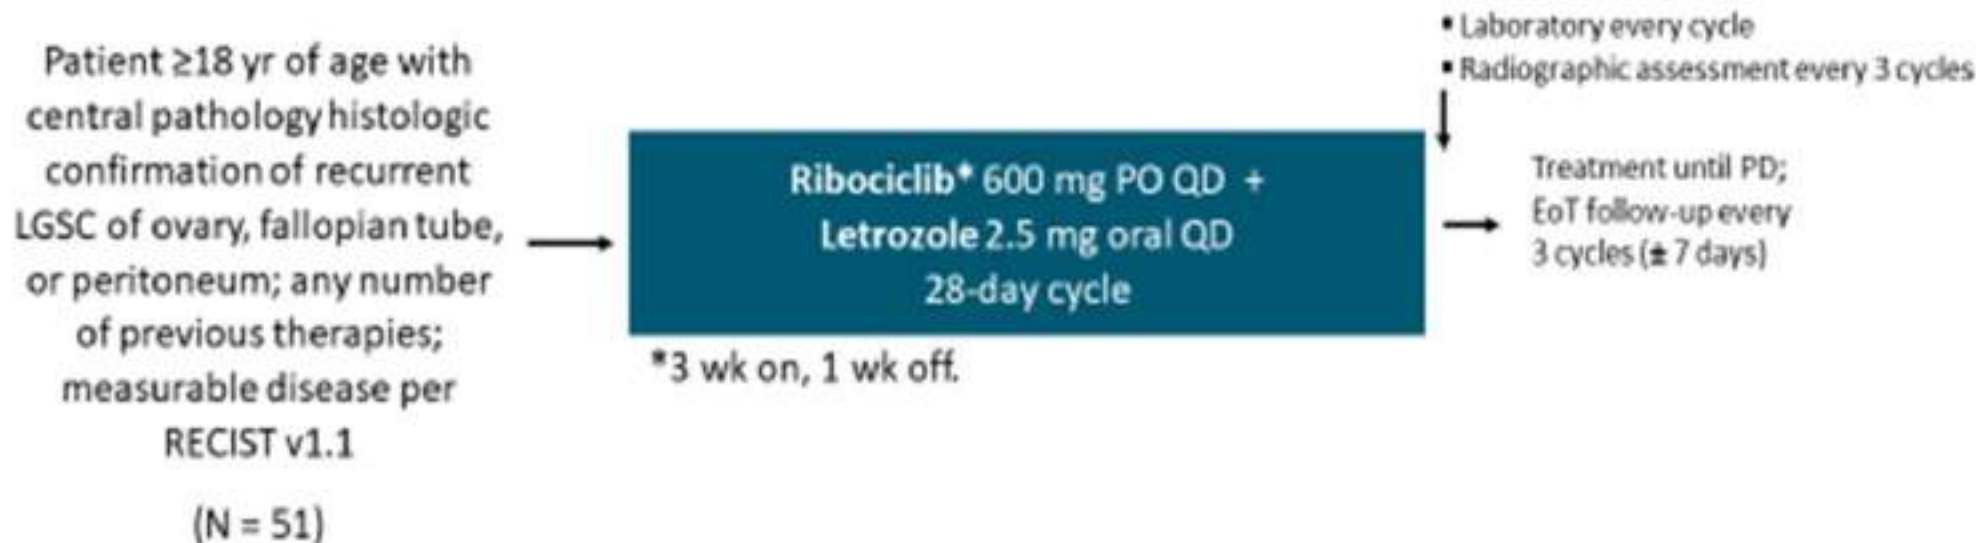 Patient ≥18 yr of age with
central pathology histologic
confirmation of recurrent
LGSC of ovary, fallopian tube,
or peritoneum; any number
of previous therapies;
measurable disease per
RECIST v1.1
(N = 51)
Ribociclib* 600 mg PO QD +
Letrozole 2.5 mg oral QD
28-day cycle
*3 wk on, 1 wk off.
▪ Laboratory every cycle
▪ Radiographic assessment every 3 cycles
Treatment until PD;
EoT follow-up every
3 cycles (± 7 days)